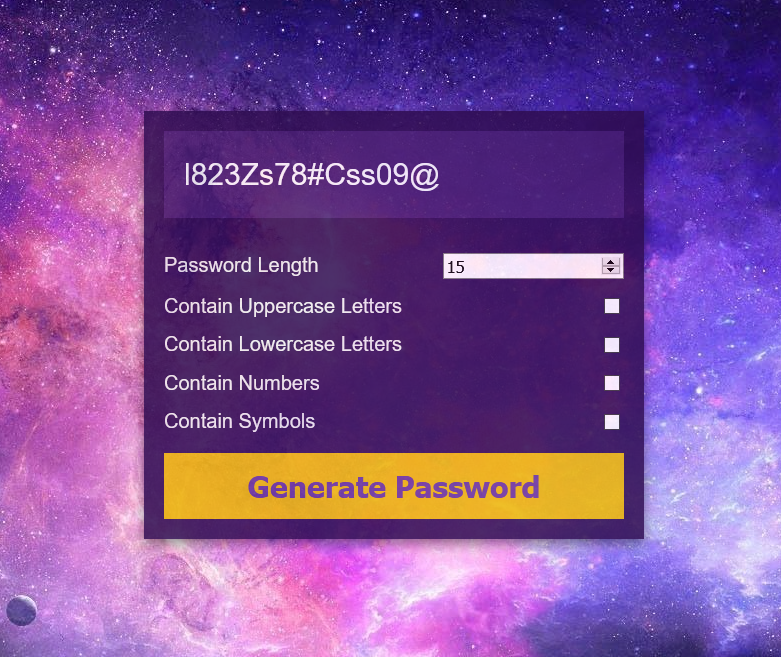 l823Zs78#Css09@
Password Length 15
Contain Uppercase Letters
Contain Lowercase Letters
Contain Numbers
Contain Symbols
Generate Password